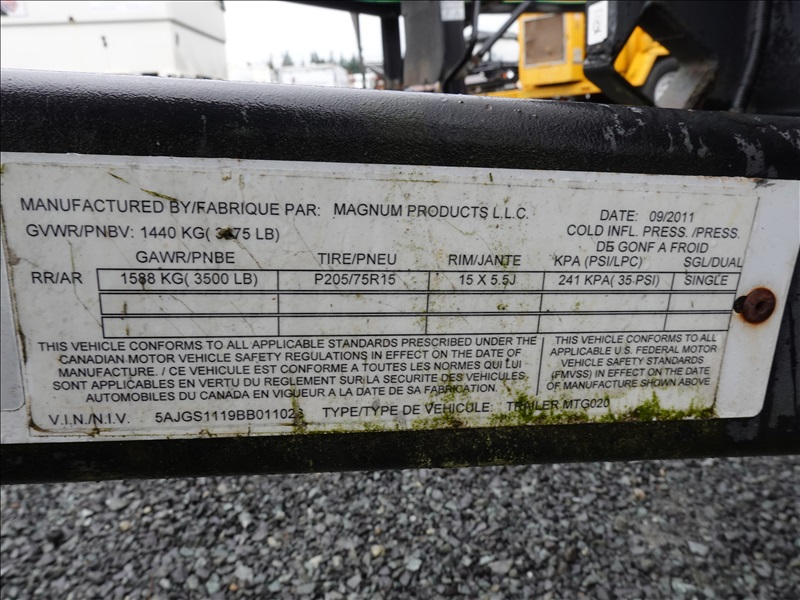 MANUFACTURED BY/FABRIQUE PAR: MAGNUM PRODUCTS L.L.C. DATE: 09/2011
GVWR/PNBV: 1440 KG( 3175 LB) COLD INFL. PRESS. /PRESS.
DE GONF A FROID
GAWR/PNBE TIRE/PNEU RIM/JANTE KPA (PSI/LPC) SGL/DUAL
RR/AR 1588 KG( 3500 LB) P205/75R15 15 X 5.5J 241 KPA( 35 PSI) SINGLE
THIS VEHICLE CONFORMS TO ALL APPLICABLE STANDARDS PRESCRIBED UNDER THE
CANADIAN MOTOR VEHICLE SAFETY REGULATIONS IN EFFECT ON THE DATE OF
MANUFACTURE. / CE VEHICULE EST CONFORME A TOUTES LES NORMES QUI LUI
SONT APPLICABLES EN VERTU DU REGLEMENT SUR LA SECURITE DES VEHICULES
AUTOMOBILES DU CANADA EN VIGUEUR A LA DATE DE SA FABRICATION.
THIS VEHICLE CONFORMS TO ALL
APPLICABLE U.S. FEDERAL MOTOR
VEHICLE SAFETY STANDARDS
(FMVSS) IN EFFECT ON THE DATE
OF MANUFACTURE SHOWN ABOVE
V.I.N./N.I.V. 5AJGS1119BB011023 TYPE/TYPE DE VEHICULE: TRAILER MTG020